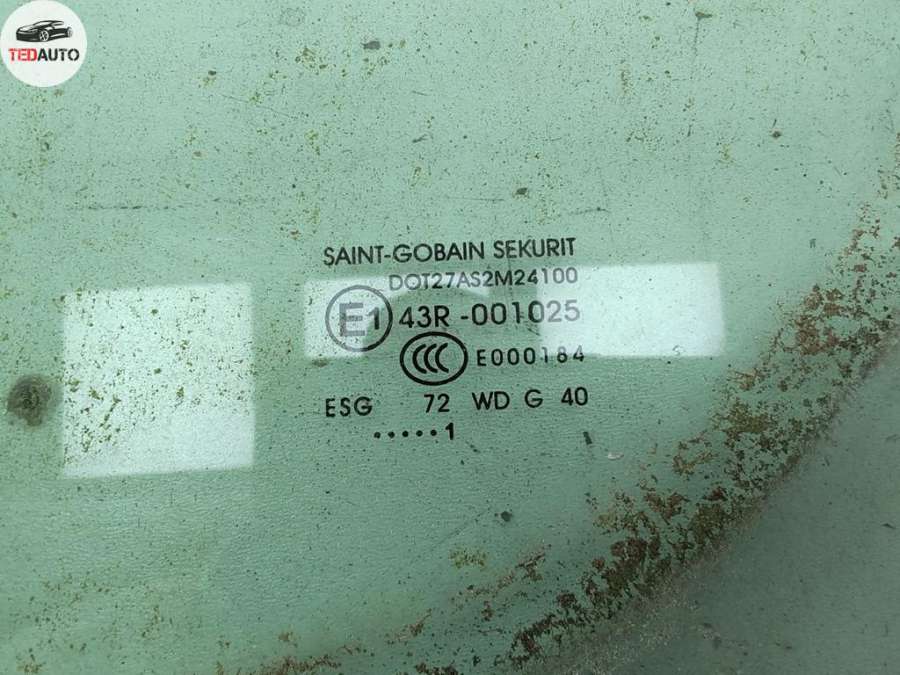 TEDAUTO
SAINT-GOBAIN SEKURIT
DOT27AS2M24100
E1 43R -001025
CCC E000184
ESG 72 WD G 40
.....1